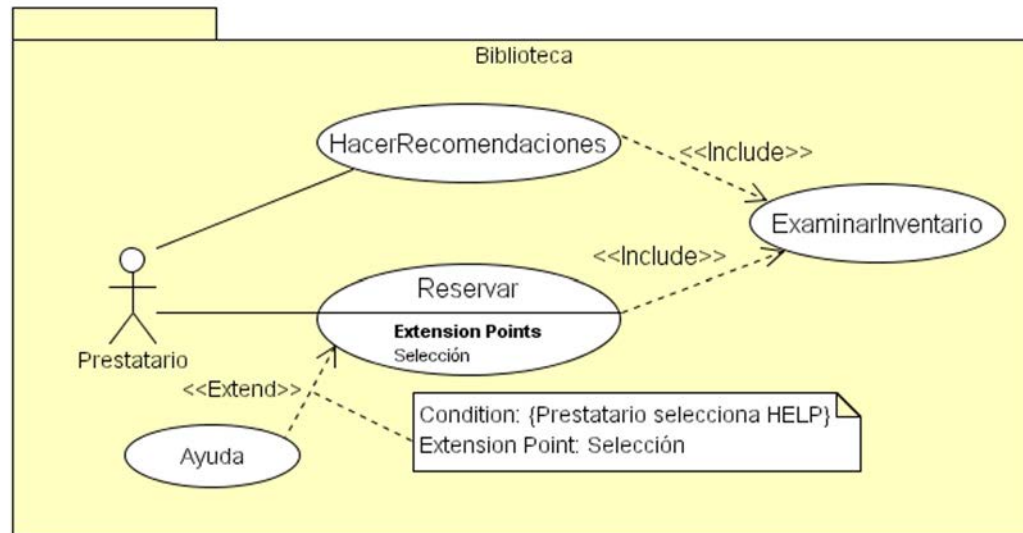 Biblioteca
HacerRecomendaciones
<<Include>>
ExaminarInventario
<<Include>>
Reservar
Extension Points
Selección
Prestatario
<<Extend>>
Condition: {Prestatario selecciona HELP}
Extension Point: Selección
Ayuda